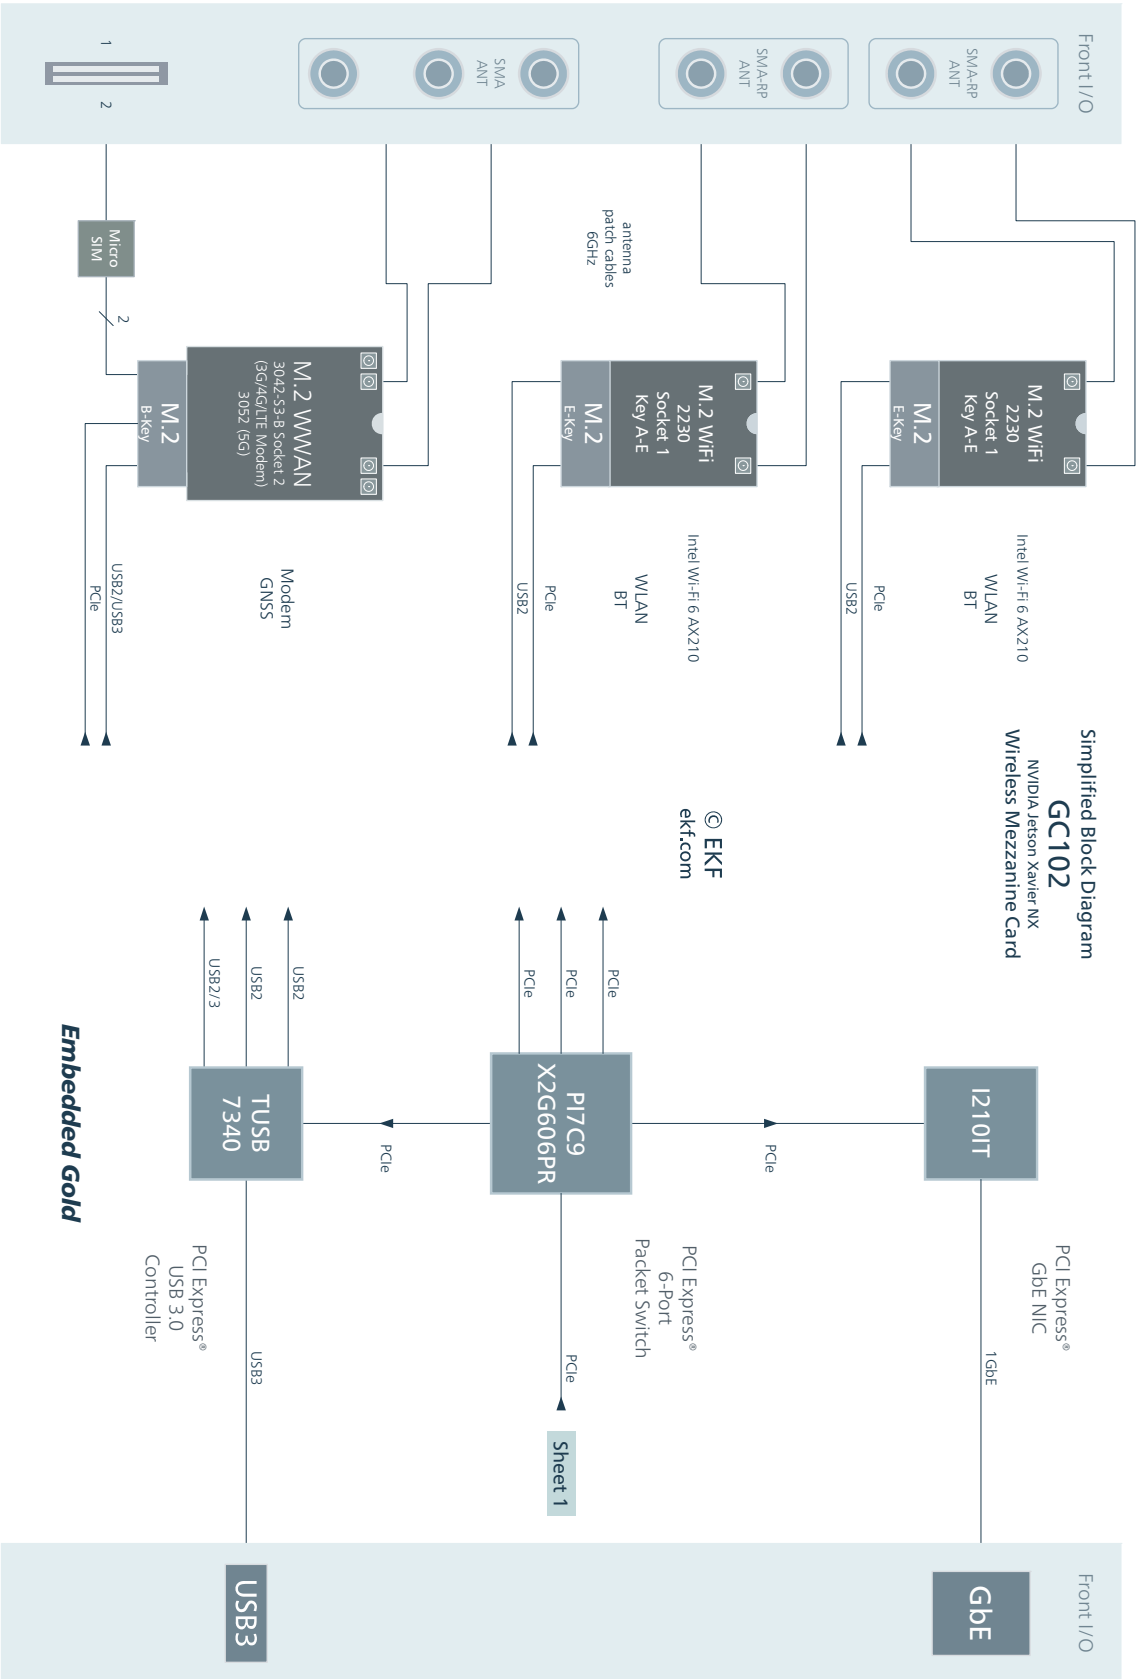 Front I/O
SMA-RP
ANT
SMA-RP
ANT
SMA
ANT
1
2
antenna
patch cables
6GHz
Micro
SIM
2
M.2 WiFi
2230
Socket 1
Key A-E
M.2
E-Key
M.2 WiFi
2230
Socket 1
Key A-E
M.2
E-Key
M.2 WWAN
3042-S3-B Socket 2
(3G/4G/LTE Modem)
3052 (5G)
M.2
B-Key
Intel Wi-Fi 6 AX210
WLAN
BT
PCIe
USB2
Intel Wi-Fi 6 AX210
WLAN
BT
PCIe
USB2
Modem
GNSS
USB2/USB3
PCIe
Simplified Block Diagram
GC102
NVIDIA Jetson Xavier NX
Wireless Mezzanine Card
© EKF
ekf.com
PCIe
PCIe
PCIe
USB2
USB2
USB2/3
I210IT
PI7C9
X2G606PR
TUSB
7340
PCIe
PCIe
Embedded Gold
PCI Express®
GbE NIC
1GbE
PCI Express®
6-Port
Packet Switch
PCIe
PCI Express®
USB 3.0
Controller
USB3
Sheet 1
Front I/O
GbE
USB3